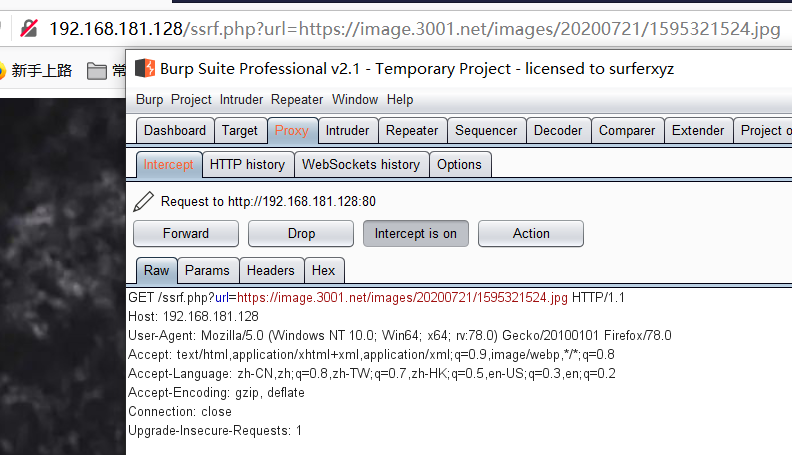 192.168.181.128/ssrf.php?url=https://image.3001.net/images/20200721/1595321524.jpg
新手上路 常
Burp Suite Professional v2.1 - Temporary Project - licensed to surferxyz
Burp Project Intruder Repeater Window Help
Dashboard Target Proxy Intruder Repeater Sequencer Decoder Comparer Extender Project o
Intercept HTTP history WebSockets history Options
Request to http://192.168.181.128:80
Forward Drop Intercept is on Action
Raw Params Headers Hex
GET /ssrf.php?url=https://image.3001.net/images/20200721/1595321524.jpg HTTP/1.1
Host: 192.168.181.128
User-Agent: Mozilla/5.0 (Windows NT 10.0; Win64; x64; rv:78.0) Gecko/20100101 Firefox/78.0
Accept: text/html,application/xhtml+xml,application/xml;q=0.9,image/webp,*/*;q=0.8
Accept-Language: zh-CN,zh;q=0.8,zh-TW;q=0.7,zh-HK;q=0.5,en-US;q=0.3,en;q=0.2
Accept-Encoding: gzip, deflate
Connection: close
Upgrade-Insecure-Requests: 1